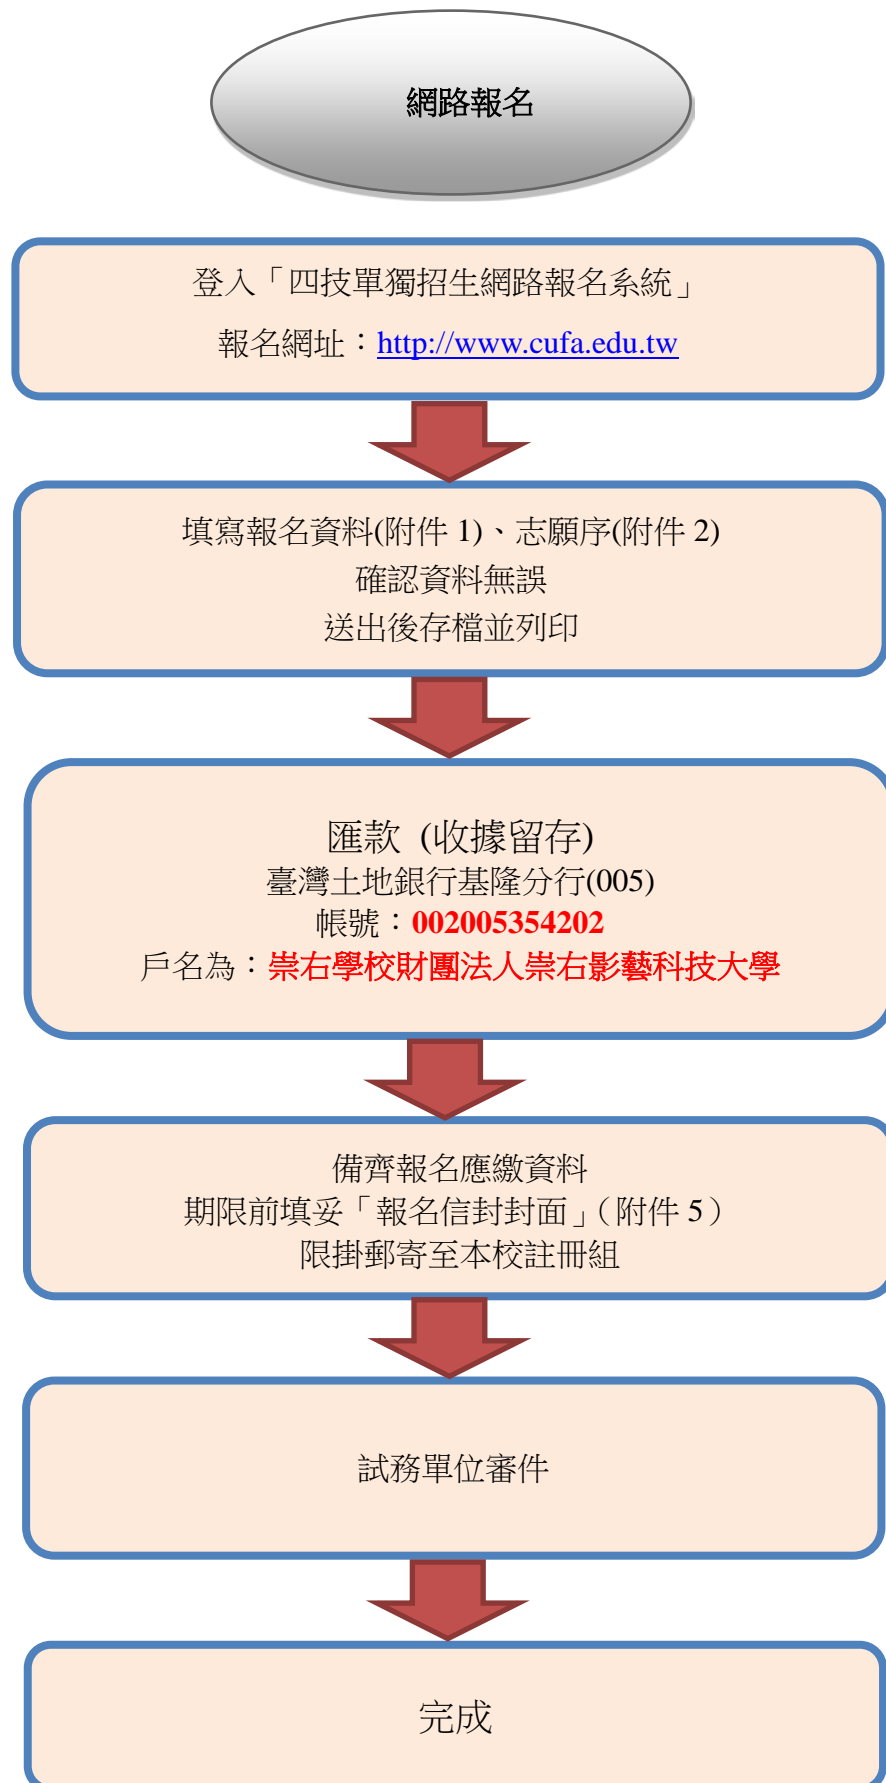 網路報名
登入「四技單獨招生網路報名系統」
報名網址：http://www.cufa.edu.tw
填寫報名資料(附件 1)、志願序(附件 2)
確認資料無誤
送出後存檔並列印
匯款 (收據留存)
臺灣土地銀行基隆分行(005)
帳號：002005354202
戶名為：崇右學校財團法人崇右影藝科技大學
備齊報名應繳資料
期限前填妥「報名信封封面」（附件 5）
限掛郵寄至本校註冊組
試務單位審件
完成